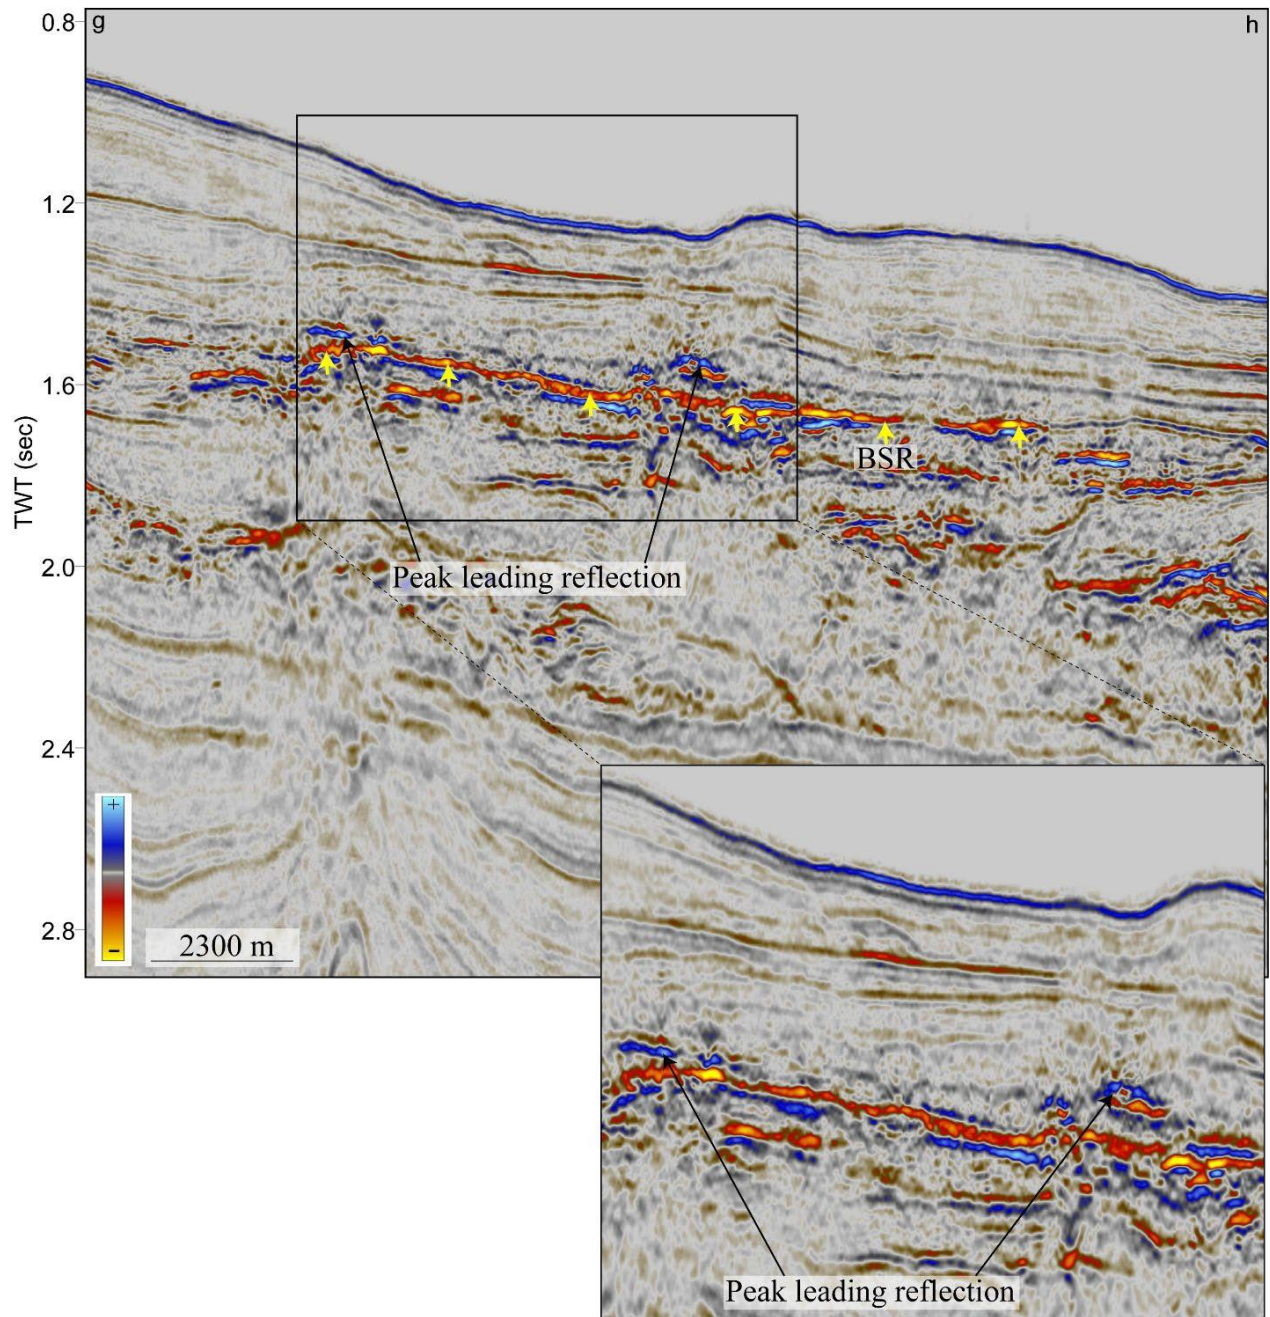 g
h
0.8
1.2
1.6
2.0
2.4
2.8
TWT (sec)
BSR
Peak leading reflection
+
−
2300 m
Peak leading reflection